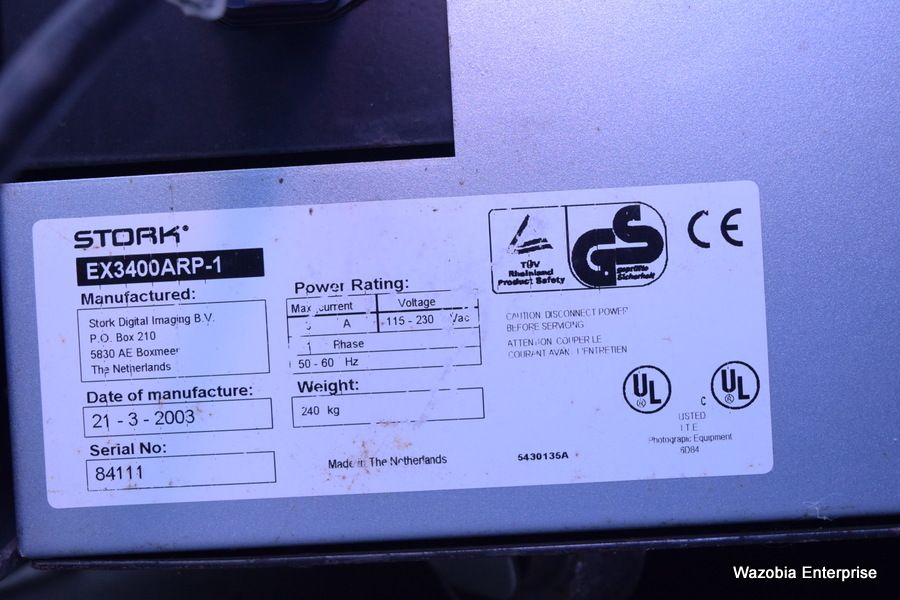 STORK
EX3400ARP-1
Manufactured:
Stork Digital Imaging B.V.
P.O. Box 210
5830 AE Boxmeer
The Netherlands
Date of manufacture:
21 - 3 - 2003
Serial No:
84111
Power Rating:
Max current Voltage
A 115 - 230 Vac
1 Phase
50 - 60 Hz
Weight:
240 kg
Made in The Netherlands
5430135A
TÜV
Rheinland
Product Safety
GS
geprüfte
Sicherheit
CE
CAUTION DISCONNECT POWER
BEFORE SERVICING
ATTENTION COUPER LE
COURANT AVANT L'ENTRETIEN
UL
C UL
LISTED
I.T.E.
Photographic Equipment
6D84
Wazobia Enterprise